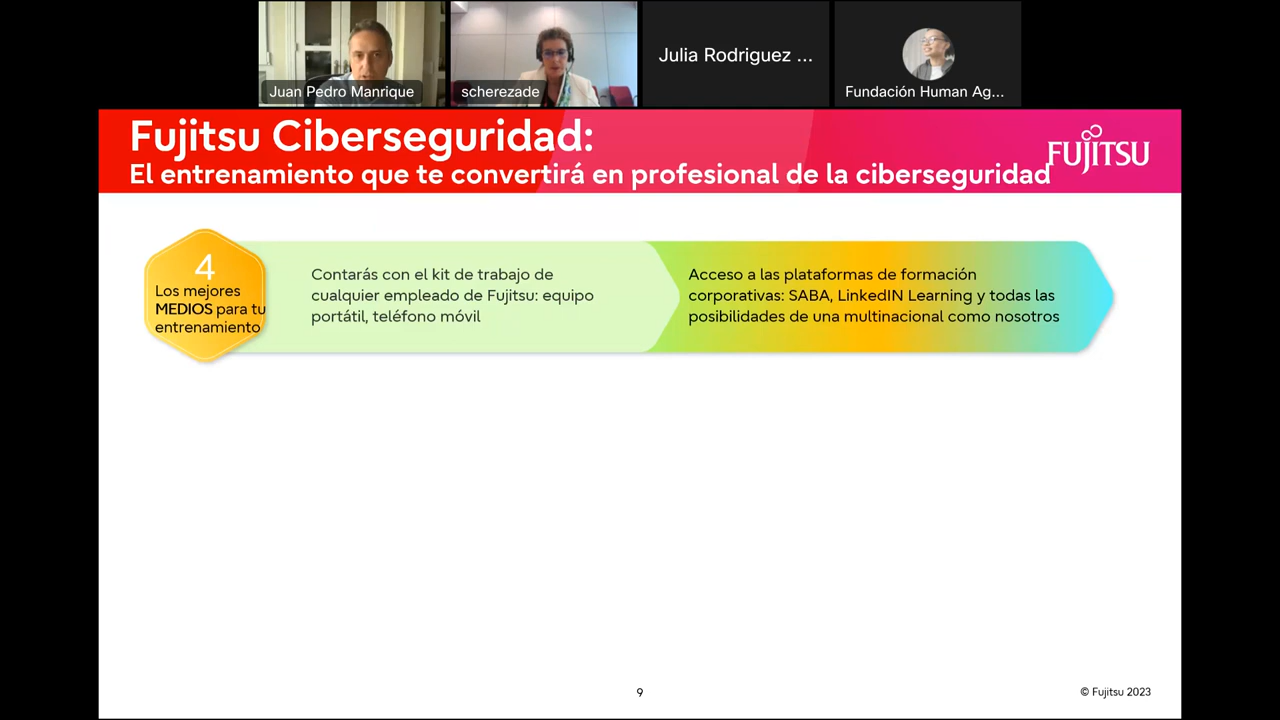 Juan Pedro Manrique
scherezade
Julia Rodriguez ...
Fundación Human Ag...
Fujitsu Ciberseguridad:
El entrenamiento que te convertirá en profesional de la ciberseguridad
FUJITSU
4
Los mejores
MEDIOS para tu
entrenamiento
Contarás con el kit de trabajo de
cualquier empleado de Fujitsu: equipo
portátil, teléfono móvil
Acceso a las plataformas de formación
corporativas: SABA, LinkedIN Learning y todas las
posibilidades de una multinacional como nosotros
9
© Fujitsu 2023